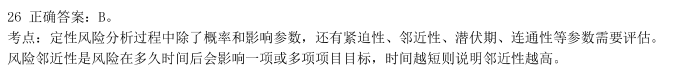 26 正确答案：B。
考点：定性风险分析过程中除了概率和影响参数，还有紧迫性、邻近性、潜伏期、连通性等参数需要评估。
风险邻近性是风险在多久时间后会影响一项或多项项目目标，时间越短则说明邻近性越高。